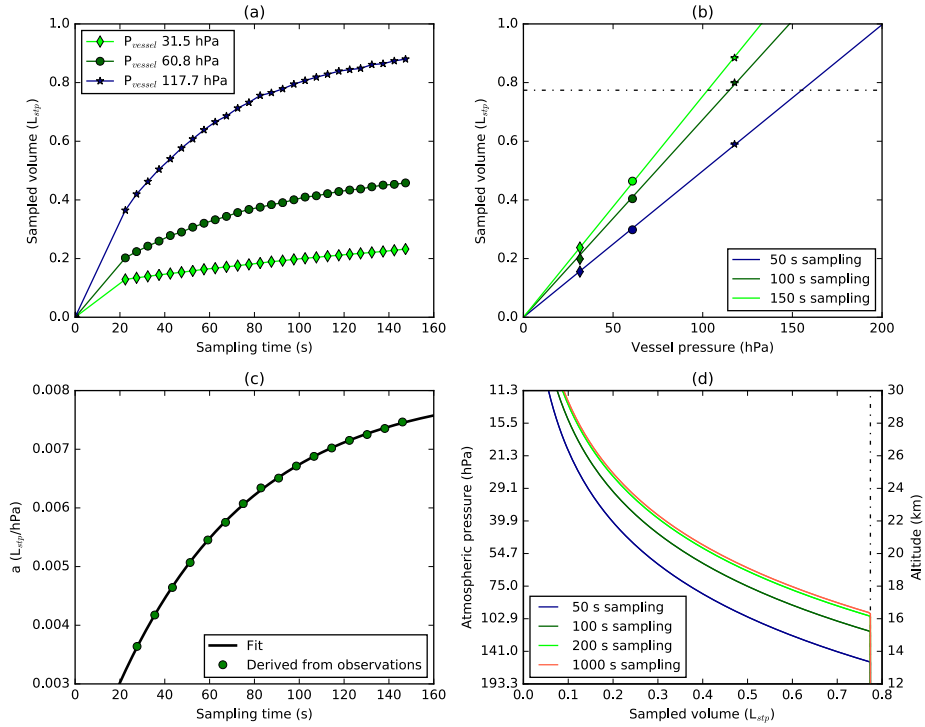 (a)
1.0
0.8
0.6
0.4
0.2
0.0
Sampled volume (L_stp)
P_vessel 31.5 hPa
P_vessel 60.8 hPa
P_vessel 117.7 hPa
0 20 40 60 80 100 120 140 160
Sampling time (s)
(b)
1.0
0.8
0.6
0.4
0.2
0.0
Sampled volume (L_stp)
50 s sampling
100 s sampling
150 s sampling
0 50 100 150 200
Vessel pressure (hPa)
(c)
0.008
0.007
0.006
0.005
0.004
0.003
a (L_stp/hPa)
Fit
Derived from observations
0 20 40 60 80 100 120 140 160
Sampling time (s)
(d)
11.3
15.5
21.3
29.1
39.9
54.7
75.0
102.9
141.0
193.3
Atmospheric pressure (hPa)
50 s sampling
100 s sampling
200 s sampling
1000 s sampling
30
28
26
24
22
20
18
16
14
12
Altitude (km)
0.0 0.1 0.2 0.3 0.4 0.5 0.6 0.7 0.8
Sampled volume (L_stp)